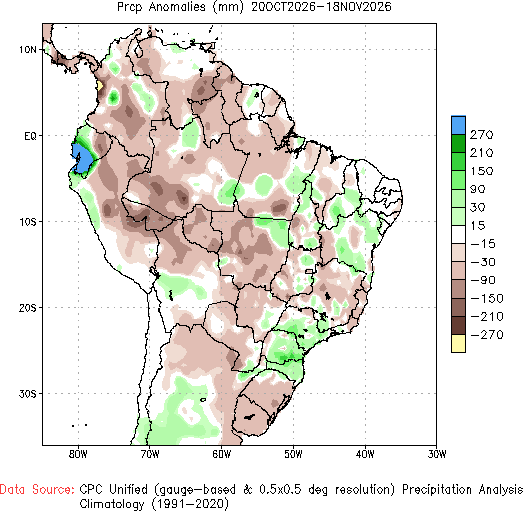 Prcp Anomalies (mm) 20OCT2026-18NOV2026
10N
EQ
10S
20S
30S
80W 70W 60W 50W 40W 30W
270
210
150
90
30
15
-15
-30
-90
-150
-210
-270
Data Source: CPC Unified (gauge-based & 0.5x0.5 deg resolution) Precipitation Analysis
Climatology (1991-2020)